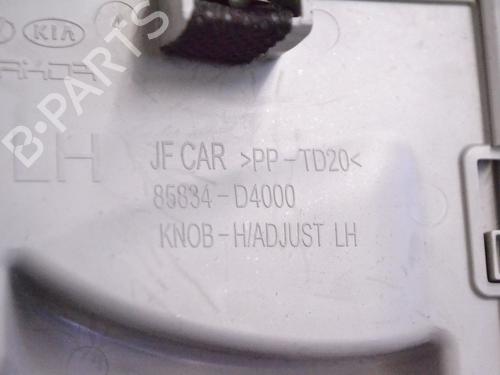 KIA
LH
JF CAR >PP-TD20<
85834-D4000
KNOB-H/ADJUST LH
B-PARTS